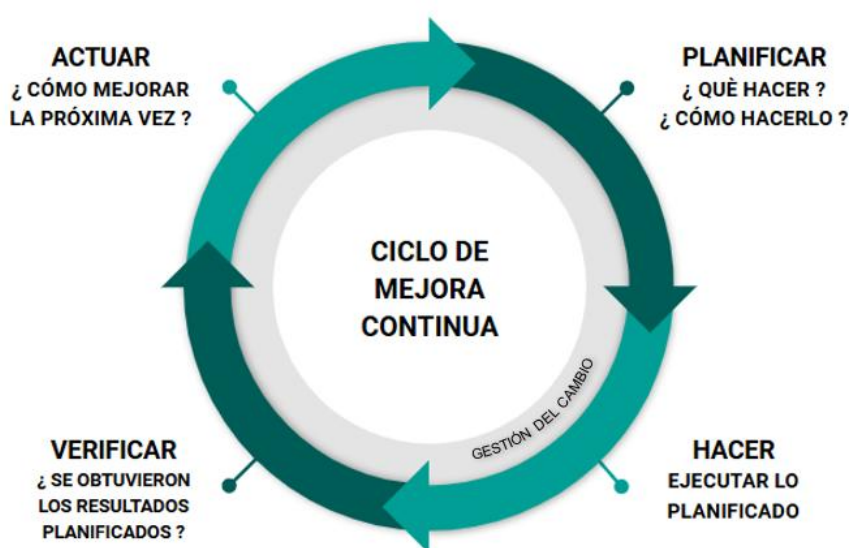 ACTUAR
¿ CÓMO MEJORAR
LA PRÓXIMA VEZ ?
PLANIFICAR
¿ QUÈ HACER ?
¿ CÓMO HACERLO ?
CICLO DE
MEJORA
CONTINUA
GESTIÓN DEL CAMBIO
VERIFICAR
¿ SE OBTUVIERON
LOS RESULTADOS
PLANIFICADOS ?
HACER
EJECUTAR LO
PLANIFICADO